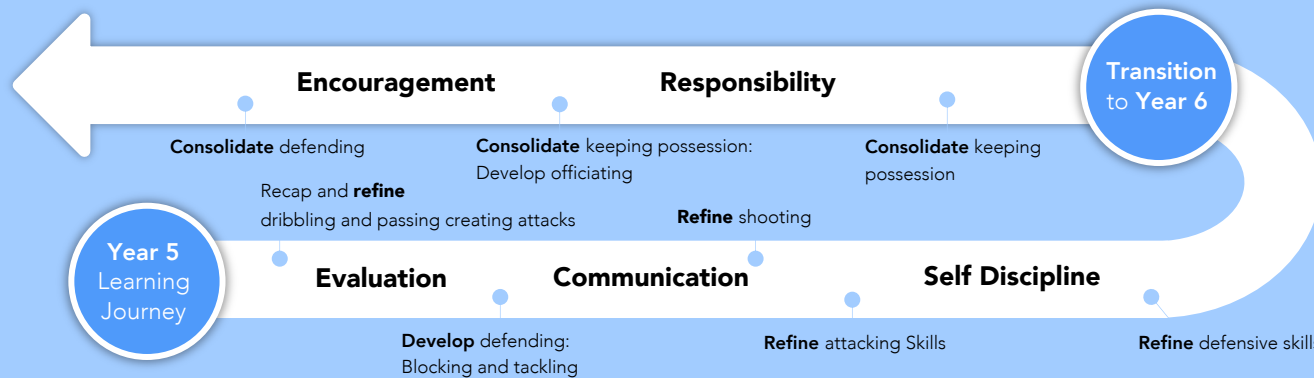 Encouragement
Responsibility
Transition
to Year 6
Consolidate defending
Consolidate keeping possession:
Develop officiating
Consolidate keeping
possession
Recap and refine
dribbling and passing creating attacks
Refine shooting
Year 5
Learning
Journey
Evaluation
Communication
Self Discipline
Develop defending:
Blocking and tackling
Refine attacking Skills
Refine defensive skills